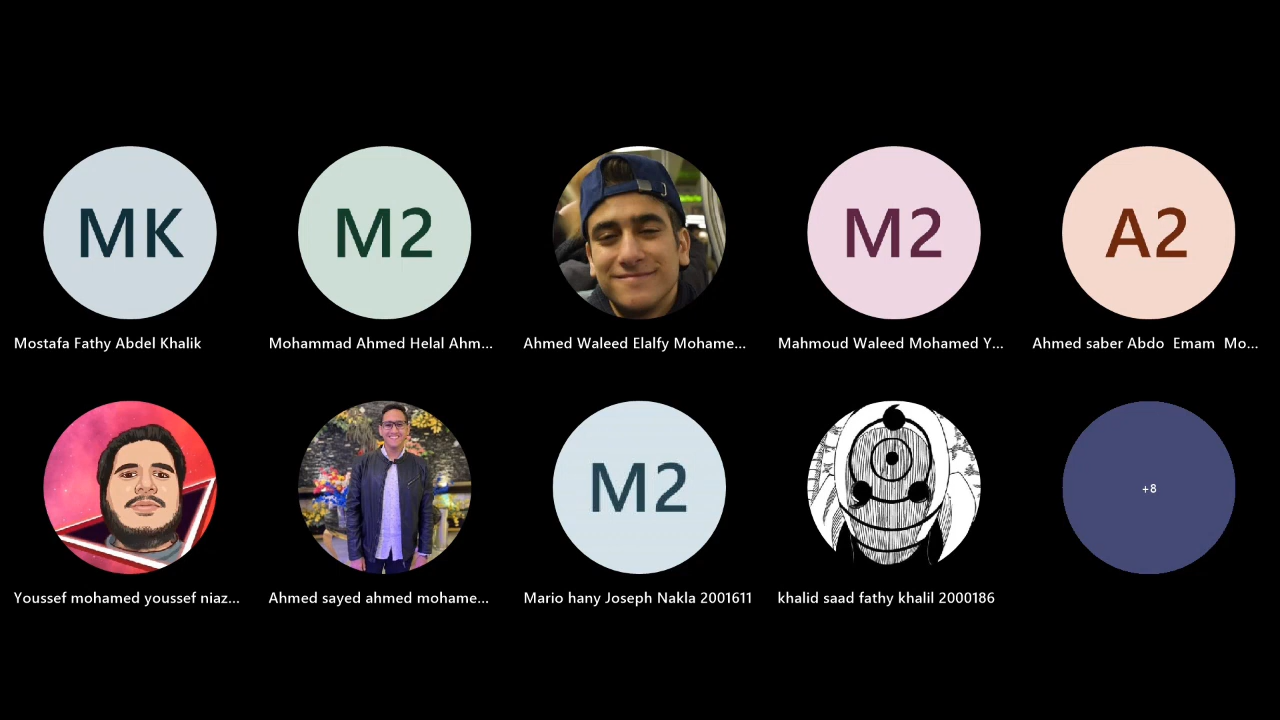 MK
M2
M2
A2
Mostafa Fathy Abdel Khalik
Mohammad Ahmed Helal Ahm...
Ahmed Waleed Elalfy Mohame...
Mahmoud Waleed Mohamed Y...
Ahmed saber Abdo  Emam  Mo...
M2
+8
Youssef mohamed youssef niaz...
Ahmed sayed ahmed mohame...
Mario hany Joseph Nakla 2001611
khalid saad fathy khalil 2000186